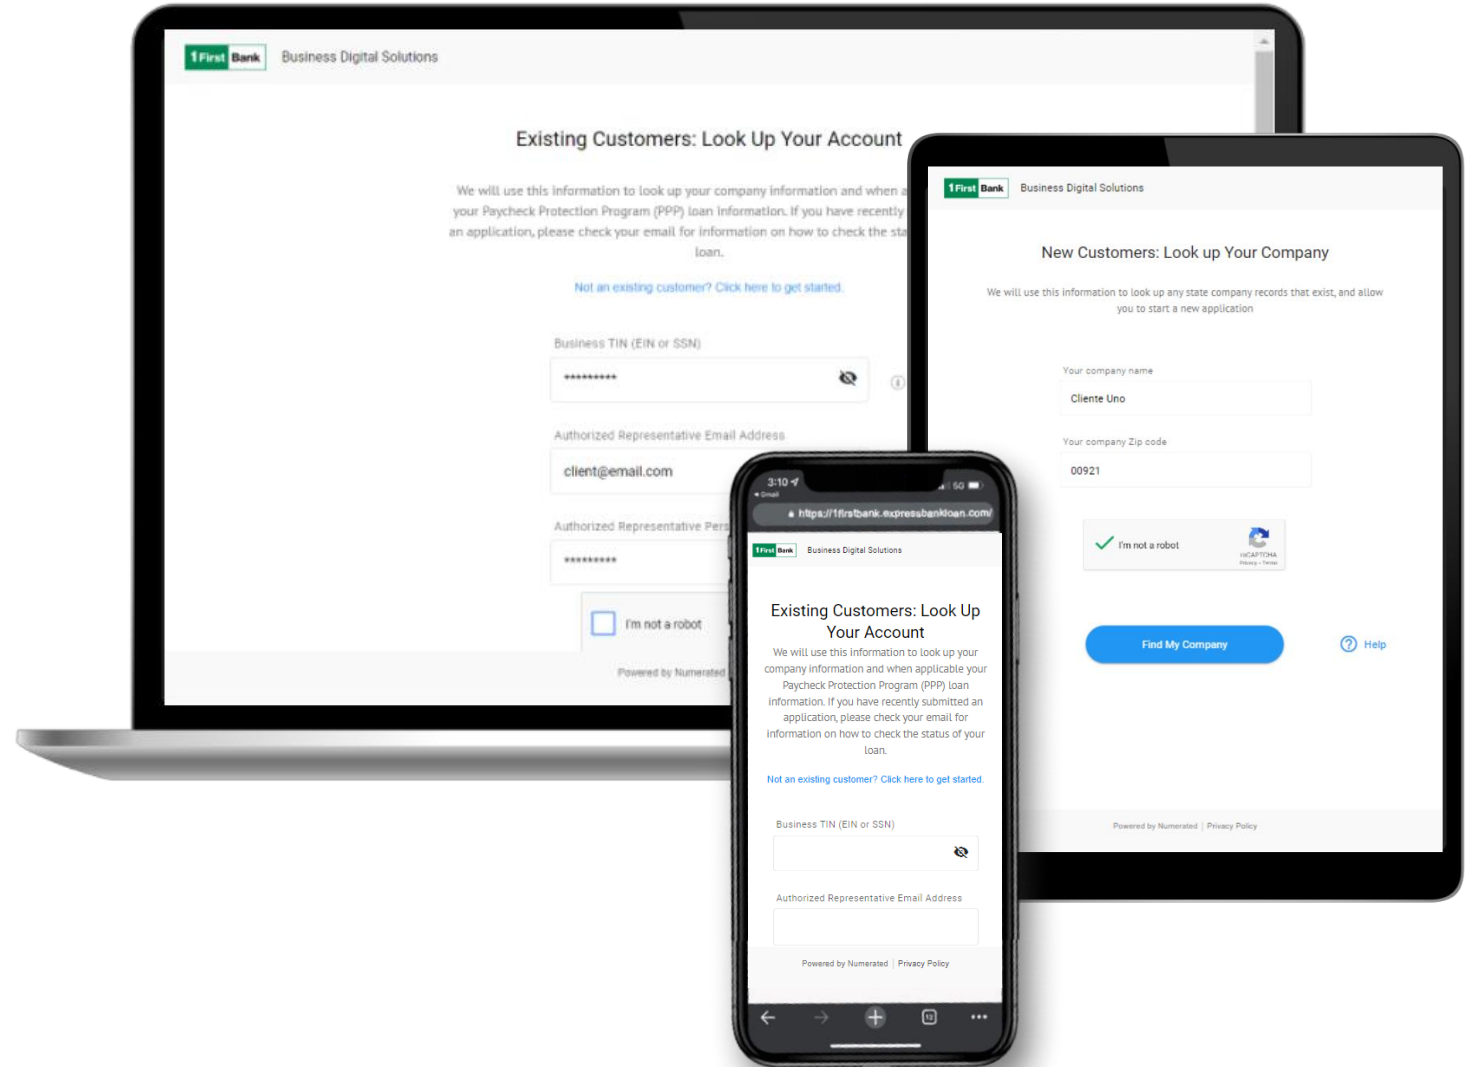 1First Bank
Business Digital Solutions
Existing Customers: Look Up Your Account
We will use this information to look up your company information and when a
your Paycheck Protection Program (PPP) loan information. If you have recently
an application, please check your email for information on how to check the sta
loan.
Not an existing customer? Click here to get started.
Business TIN (EIN or SSN)
*********
Authorized Representative Email Address
client@email.com
Authorized Representative Pers
*********
I'm not a robot
Powered by Numerated
1First Bank
Business Digital Solutions
New Customers: Look up Your Company
We will use this information to look up any state company records that exist, and allow
you to start a new application
Your company name
Cliente Uno
Your company Zip code
00921
I'm not a robot
reCAPTCHA
Privacy - Terms
Find My Company
Help
Powered by Numerated | Privacy Policy
3:10
5G
Gmail
https://1firstbank.expressbankloan.com/
1First Bank
Business Digital Solutions
Existing Customers: Look Up
Your Account
We will use this information to look up your
company information and when applicable your
Paycheck Protection Program (PPP) loan
information. If you have recently submitted an
application, please check your email for
information on how to check the status of your
loan.
Not an existing customer? Click here to get started.
Business TIN (EIN or SSN)
Authorized Representative Email Address
Powered by Numerated | Privacy Policy